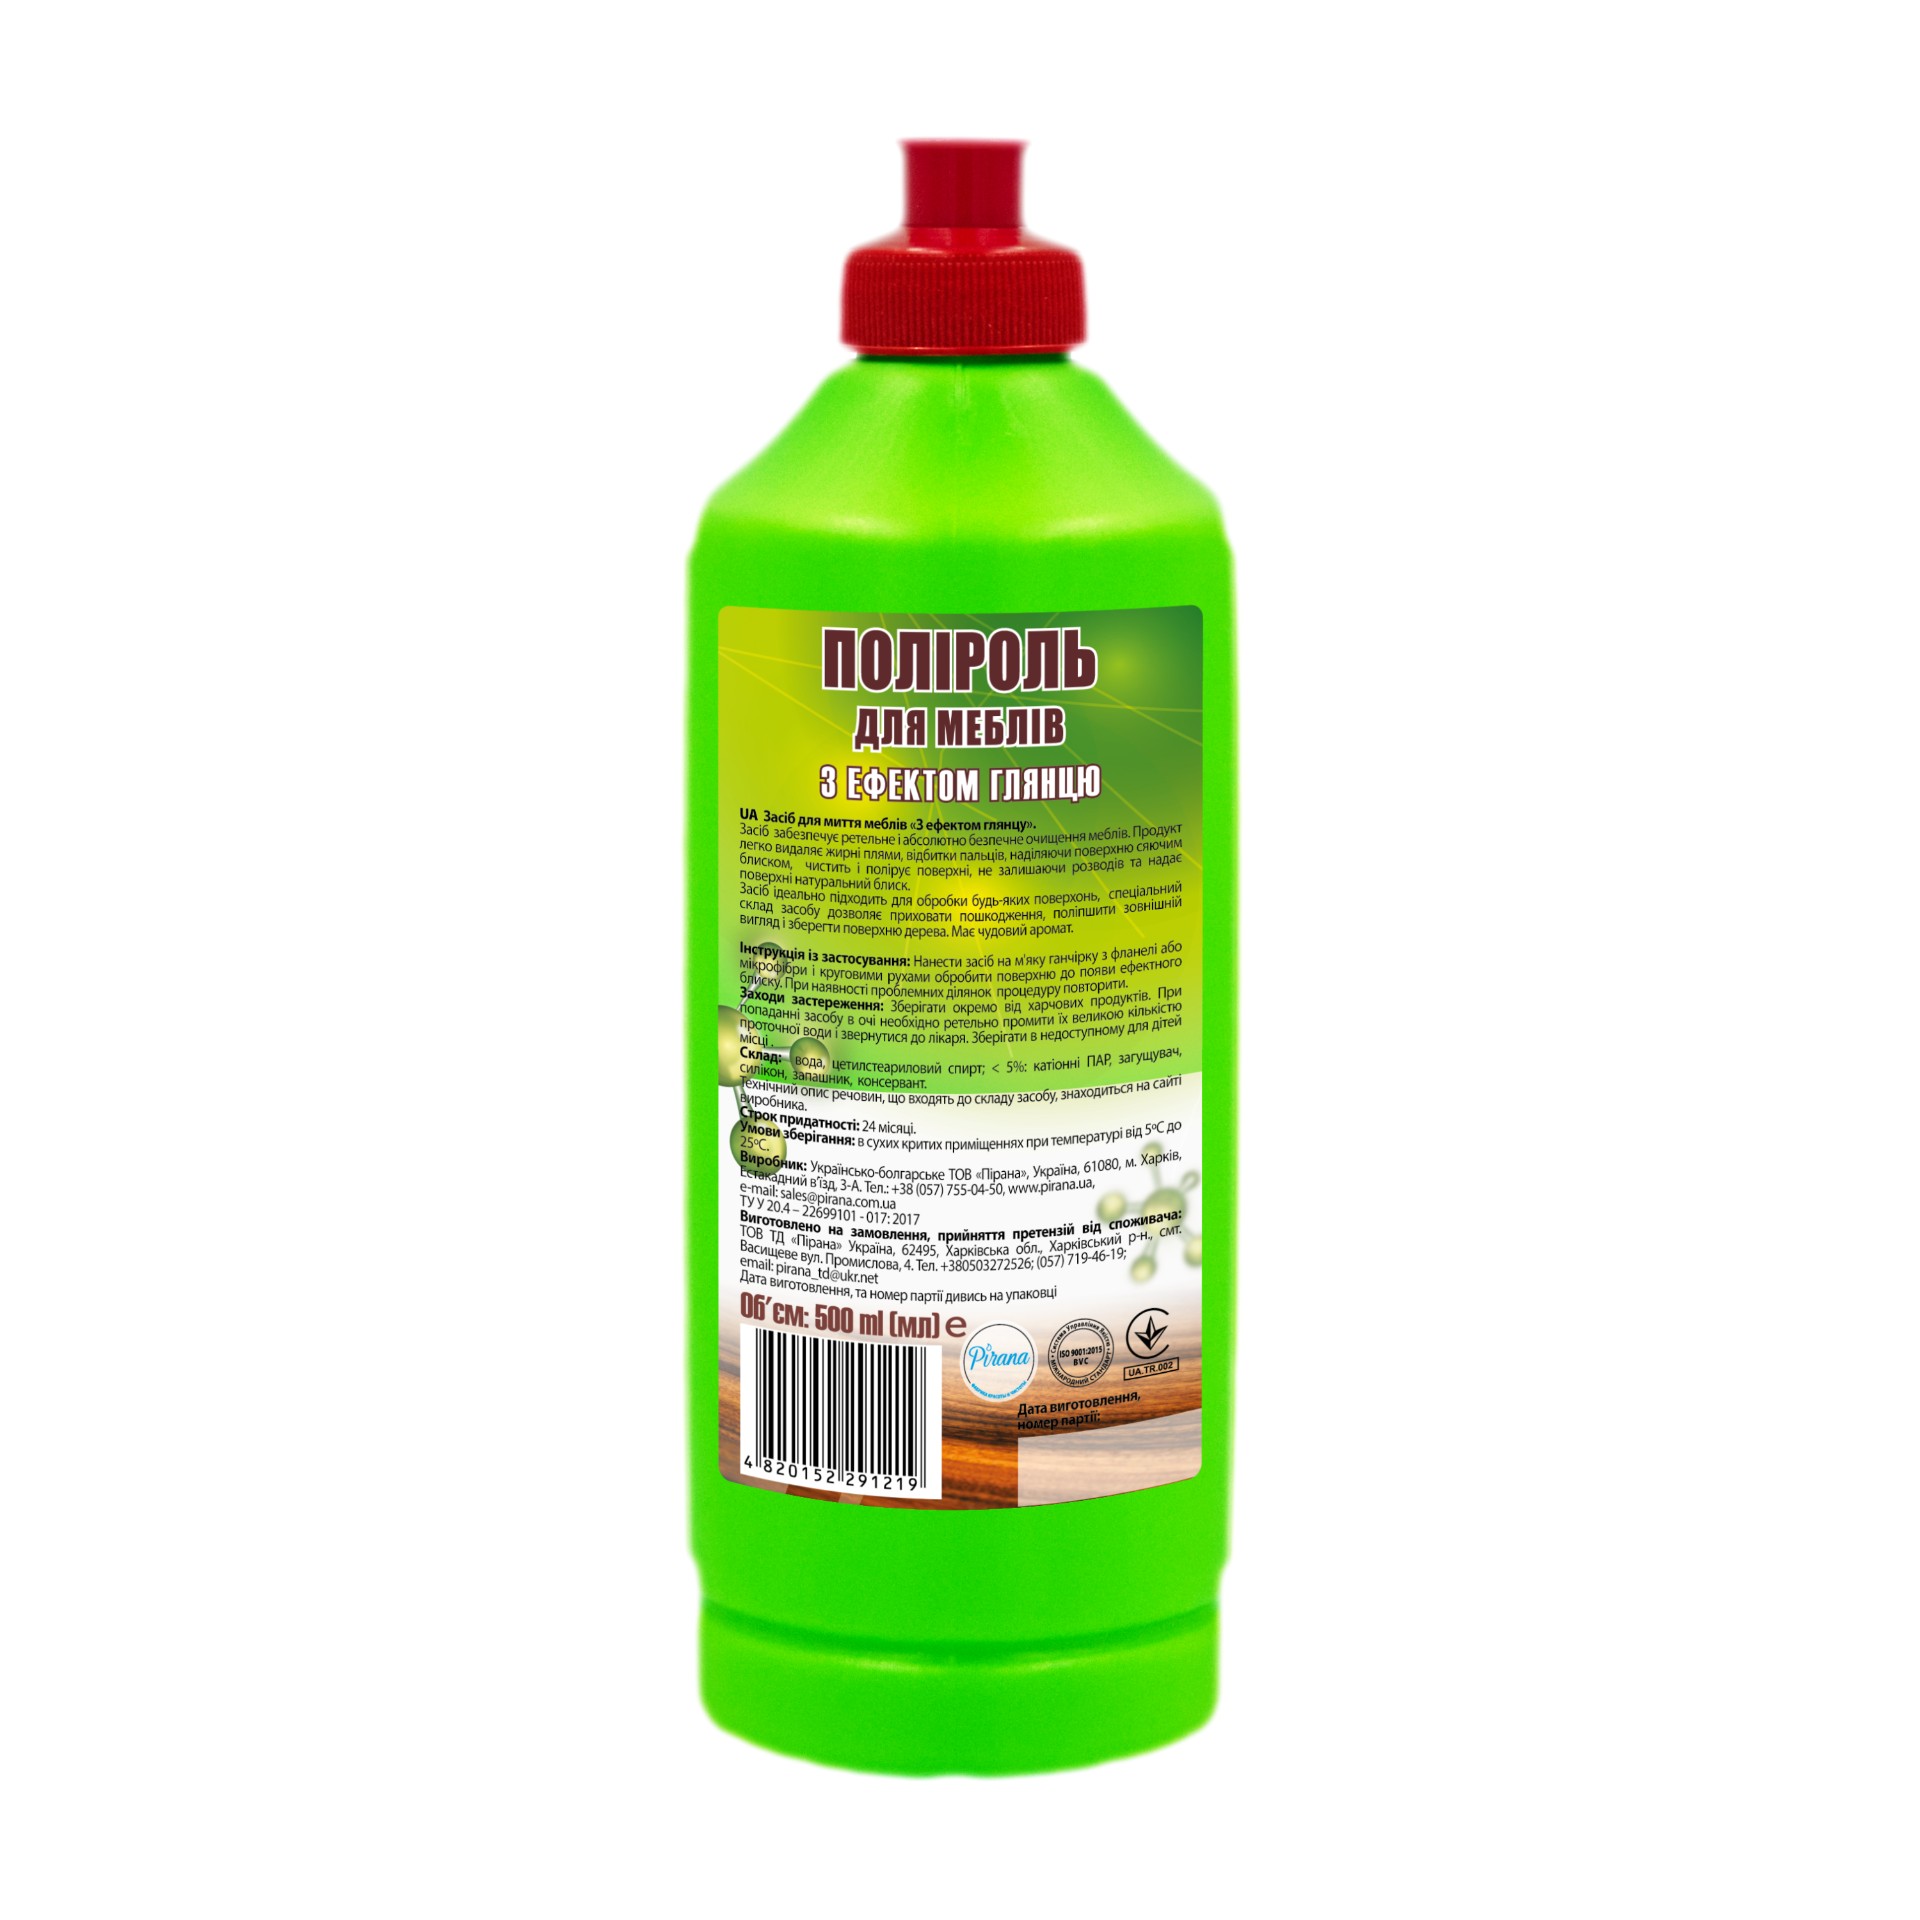 ПОЛІРОЛЬ
ДЛЯ МЕБЛІВ
З ЕФЕКТОМ ГЛЯНЦЮ
UA Засіб для миття меблів «З ефектом глянцу».
Засіб забезпечує ретельне і абсолютно безпечне очищення меблів. Продукт
легко видаляє жирні плями, відбитки пальців, наділяючи поверхню сяючим
блиском, чистить і полірує поверхні, не залишаючи розводів та надає
поверхні натуральний блиск.
Засіб ідеально підходить для обробки будь-яких поверхонь, спеціальний
склад засобу дозволяє приховати пошкодження, поліпшити зовнішній
вигляд і зберегти поверхню дерева. Має чудовий аромат.
Інструкція із застосування: Нанести засіб на м'яку ганчірку з фланелі або
мікрофібри і круговими рухами обробити поверхню до появи ефектного
блиску. При наявності проблемних ділянок процедуру повторити.
Заходи застереження: Зберігати окремо від харчових продуктів. При
попаданні засобу в очі необхідно ретельно промити їх великою кількістю
проточної води і звернутися до лікаря. Зберігати в недоступному для дітей
місці .
Склад: вода, цетилстеариловий спирт; < 5%: катіонні ПАР, загущувач,
силікон, запашник, консервант.
Технічний опис речовин, що входять до складу засобу, знаходиться на сайті
виробника.
Строк придатності: 24 місяці.
Умови зберігання: в сухих критих приміщеннях при температурі від 5ºС до
25ºС.
Виробник: Українсько-болгарське ТОВ «Пірана», Україна, 61080, м. Харків,
Естакадний в'їзд, 3-А. Тел.: +38 (057) 755-04-50, www.pirana.ua,
e-mail: sales@pirana.com.ua
ТУ У 20.4 – 22699101 - 017: 2017
Виготовлено на замовлення, прийняття претензій від споживача:
ТОВ ТД «Пірана» Україна, 62495, Харківська обл., Харківський р-н., смт.
Васищеве вул. Промислова, 4. Тел. +380503272526; (057) 719-46-19;
email: pirana_td@ukr.net
Дата виготовлення, та номер партії дивись на упаковці
Об'єм: 500 ml (мл) e
Pirana
Система Управління Якістю
ISO 9001:2015
BVC
МІЖНАРОДНИЙ СТАНДАРТ
UA.TR.002
Дата виготовлення,
номер партії:
4 820152 291219